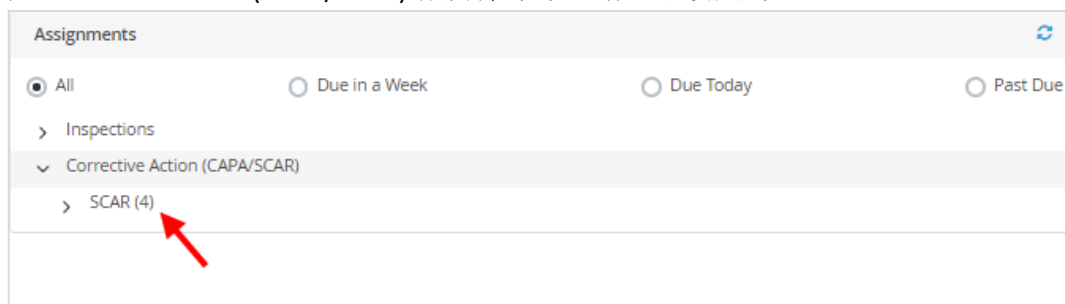 Assignments
All Due in a Week Due Today Past Due
Inspections
Corrective Action (CAPA/SCAR)
SCAR (4)